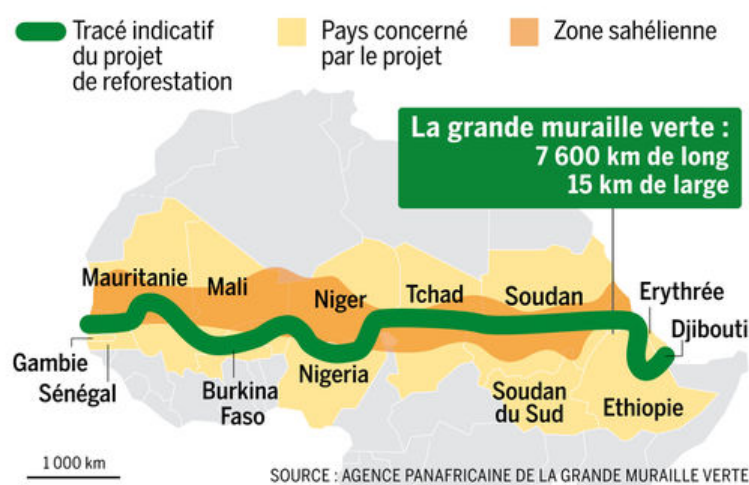 Tracé indicatif
du projet
de reforestation
Pays concerné
par le projet
Zone sahélienne
La grande muraille verte :
7 600 km de long
15 km de large
Mauritanie
Mali
Niger
Tchad
Soudan
Erythrée
Djibouti
Gambie
Sénégal
Burkina
Faso
Nigeria
Soudan
du Sud
Ethiopie
1 000 km
SOURCE : AGENCE PANAFRICAINE DE LA GRANDE MURAILLE VERTE